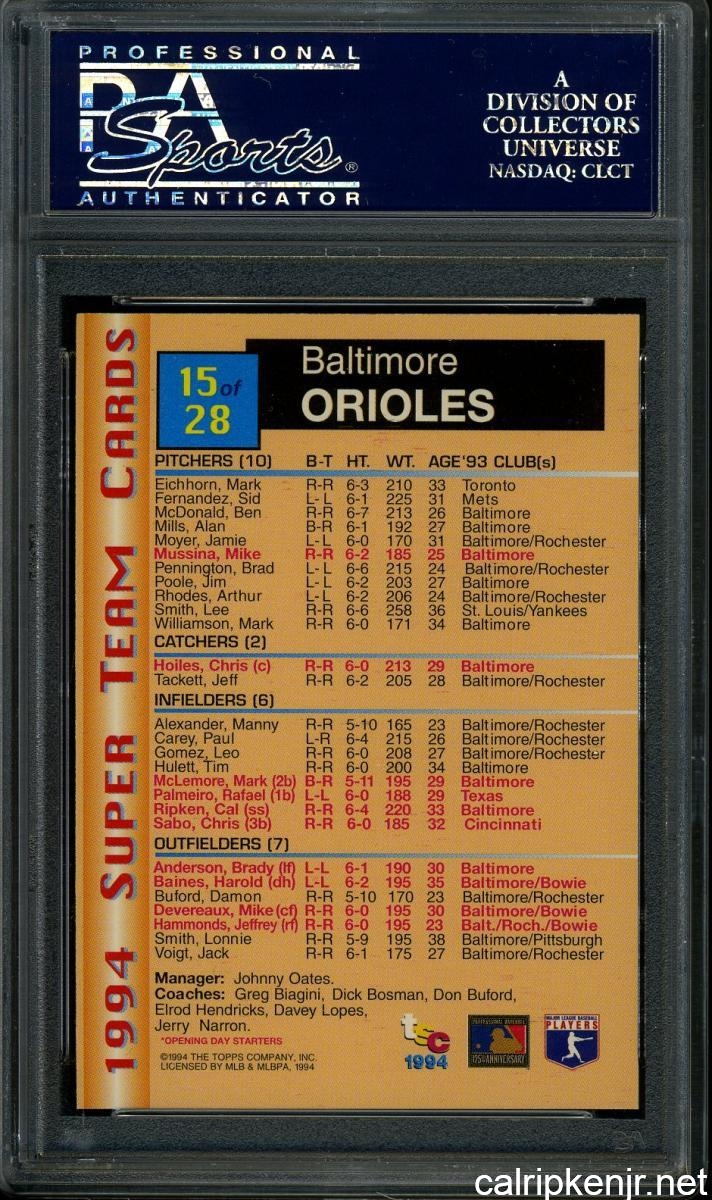 PROFESSIONAL
PSA
Sports®
AUTHENTICATOR
A
DIVISION OF
COLLECTORS
UNIVERSE
NASDAQ: CLCT
1994 SUPER TEAM CARDS
15 of
28
Baltimore
ORIOLES
PITCHERS (10) B-T HT. WT. AGE '93 CLUB(s)
Eichhorn, Mark R-R 6-3 210 33 Toronto
Fernandez, Sid L-L 6-1 225 31 Mets
McDonald, Ben R-R 6-7 213 26 Baltimore
Mills, Alan B-R 6-1 192 27 Baltimore
Moyer, Jamie L-L 6-0 170 31 Baltimore/Rochester
Mussina, Mike R-R 6-2 185 25 Baltimore
Pennington, Brad L-L 6-6 215 24 Baltimore/Rochester
Poole, Jim L-L 6-2 203 27 Baltimore
Rhodes, Arthur L-L 6-2 206 24 Baltimore/Rochester
Smith, Lee R-R 6-6 258 36 St. Louis/Yankees
Williamson, Mark R-R 6-0 171 34 Baltimore
CATCHERS (2)
Hoiles, Chris (c) R-R 6-0 213 29 Baltimore
Tackett, Jeff R-R 6-2 205 28 Baltimore/Rochester
INFIELDERS (6)
Alexander, Manny R-R 5-10 165 23 Baltimore/Rochester
Carey, Paul L-R 6-4 215 26 Baltimore/Rochester
Gomez, Leo R-R 6-0 208 27 Baltimore/Rochester
Hulett, Tim R-R 6-0 200 34 Baltimore
McLemore, Mark (2b) B-R 5-11 195 29 Baltimore
Palmeiro, Rafael (1b) L-L 6-0 188 29 Texas
Ripken, Cal (ss) R-R 6-4 220 33 Baltimore
Sabo, Chris (3b) R-R 6-0 185 32 Cincinnati
OUTFIELDERS (7)
Anderson, Brady (lf) L-L 6-1 190 30 Baltimore
Baines, Harold (dh) L-L 6-2 195 35 Baltimore/Bowie
Buford, Damon R-R 5-10 170 23 Baltimore/Rochester
Devereaux, Mike (cf) R-R 6-0 195 30 Baltimore/Bowie
Hammonds, Jeffrey (rf) R-R 6-0 195 23 Balt./Roch./Bowie
Smith, Lonnie R-R 5-9 195 38 Baltimore/Pittsburgh
Voigt, Jack R-R 6-1 175 27 Baltimore/Rochester
Manager: Johnny Oates.
Coaches: Greg Biagini, Dick Bosman, Don Buford,
Elrod Hendricks, Davey Lopes,
Jerry Narron.
*OPENING DAY STARTERS
©1994 THE TOPPS COMPANY, INC.
LICENSED BY MLB & MLBPA, 1994
tsc
1994
PROFESSIONAL BASEBALL
125th ANNIVERSARY
MAJOR LEAGUE BASEBALL
PLAYERS
calripkenjr.net